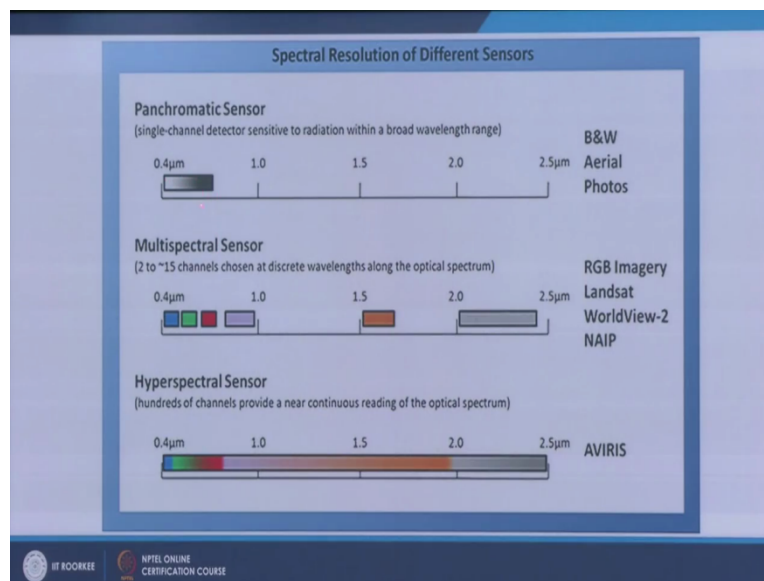 Spectral Resolution of Different Sensors
Panchromatic Sensor
(single-channel detector sensitive to radiation within a broad wavelength range)
0.4µm 1.0 1.5 2.0 2.5µm
B&W
Aerial
Photos
Multispectral Sensor
(2 to ~15 channels chosen at discrete wavelengths along the optical spectrum)
0.4µm 1.0 1.5 2.0 2.5µm
RGB Imagery
Landsat
WorldView-2
NAIP
Hyperspectral Sensor
(hundreds of channels provide a near continuous reading of the optical spectrum)
0.4µm 1.0 1.5 2.0 2.5µm
AVIRIS
IIT ROORKEE
NPTEL ONLINE
CERTIFICATION COURSE